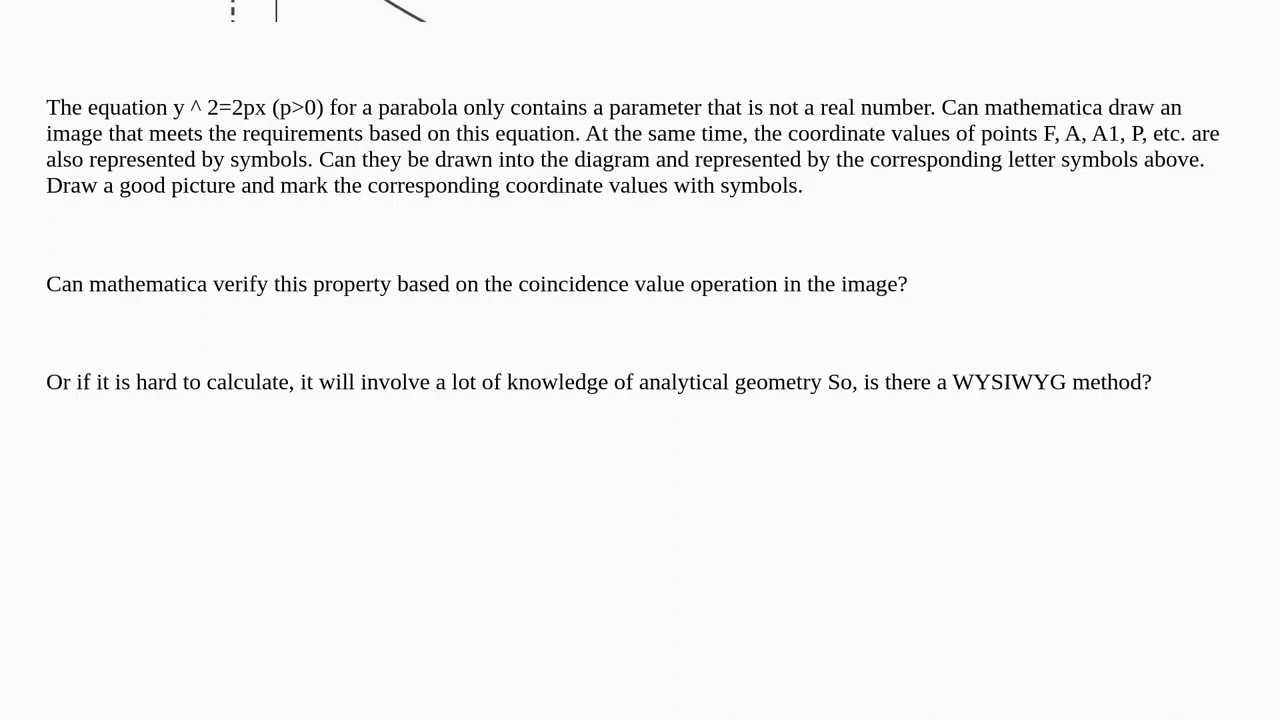 The equation y ^ 2=2px (p>0) for a parabola only contains a parameter that is not a real number. Can mathematica draw an
image that meets the requirements based on this equation. At the same time, the coordinate values of points F, A, A1, P, etc. are
also represented by symbols. Can they be drawn into the diagram and represented by the corresponding letter symbols above.
Draw a good picture and mark the corresponding coordinate values with symbols.
Can mathematica verify this property based on the coincidence value operation in the image?
Or if it is hard to calculate, it will involve a lot of knowledge of analytical geometry So, is there a WYSIWYG method?